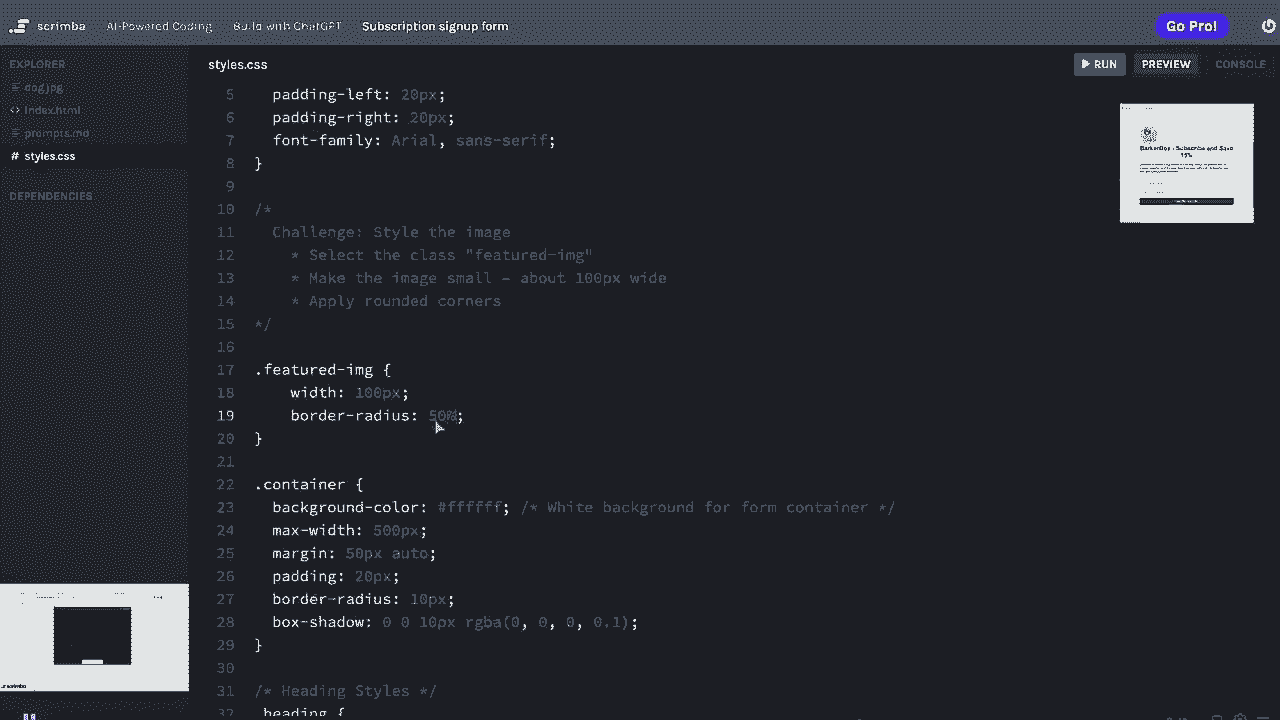 scrimba AI-Powered Coding Build with ChatGPT Subscription signup form Go Pro!
EXPLORER
dog.jpg
<> index.html
prompts.md
# styles.css
DEPENDENCIES
styles.css
RUN PREVIEW CONSOLE
5 padding-left: 20px;
6 padding-right: 20px;
7 font-family: Arial, sans-serif;
8 }
9
10 /*
11 Challenge: Style the image
12 * Select the class "featured-img"
13 * Make the image small – about 100px wide
14 * Apply rounded corners
15 */
16
17 .featured-img {
18 width: 100px;
19 border-radius: 50%;
20 }
21
22 .container {
23 background-color: #ffffff; /* White background for form container */
24 max-width: 500px;
25 margin: 50px auto;
26 padding: 20px;
27 border-radius: 10px;
28 box-shadow: 0 0 10px rgba(0, 0, 0, 0.1);
29 }
30
31 /* Heading Styles */
32 .heading {
Subscribe and Save
15%
scrimba